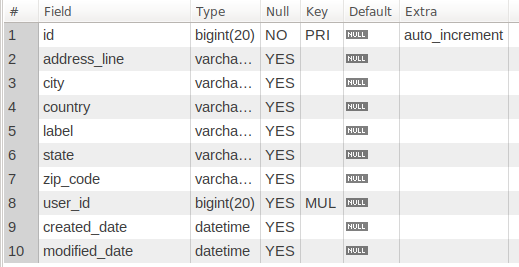 # Field Type Null Key Default Extra
1 id bigint(20) NO PRI NULL auto_increment
2 address_line varcha... YES NULL
3 city varcha... YES NULL
4 country varcha... YES NULL
5 label varcha... YES NULL
6 state varcha... YES NULL
7 zip_code varcha... YES NULL
8 user_id bigint(20) YES MUL NULL
9 created_date datetime YES NULL
10 modified_date datetime YES NULL